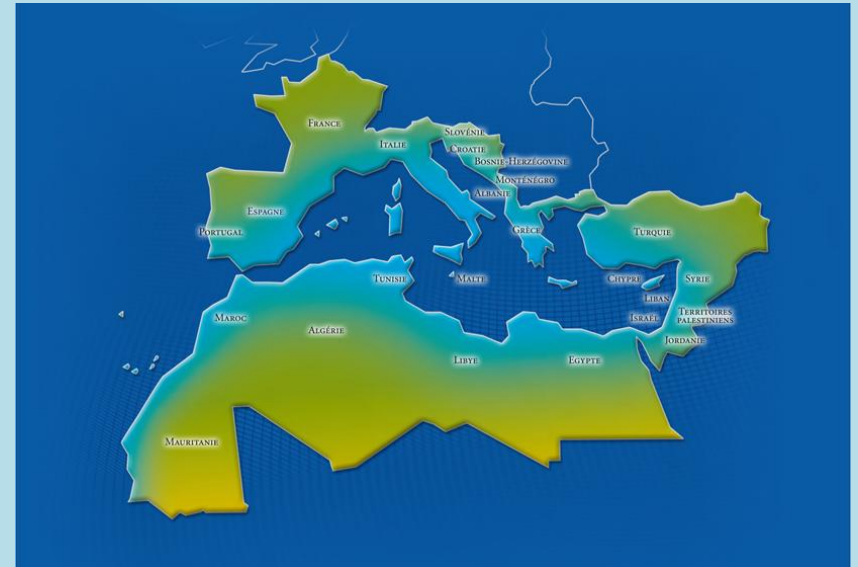 France
Slovénie
Italie
Croatie
Bosnie-Herzégovine
Monténégro
Albanie
Espagne
Portugal
Grèce
Turquie
Tunisie
Malte
Chypre
Syrie
Liban
Israël
Territoires
palestiniens
Maroc
Algérie
Jordanie
Libye
Egypte
Mauritanie